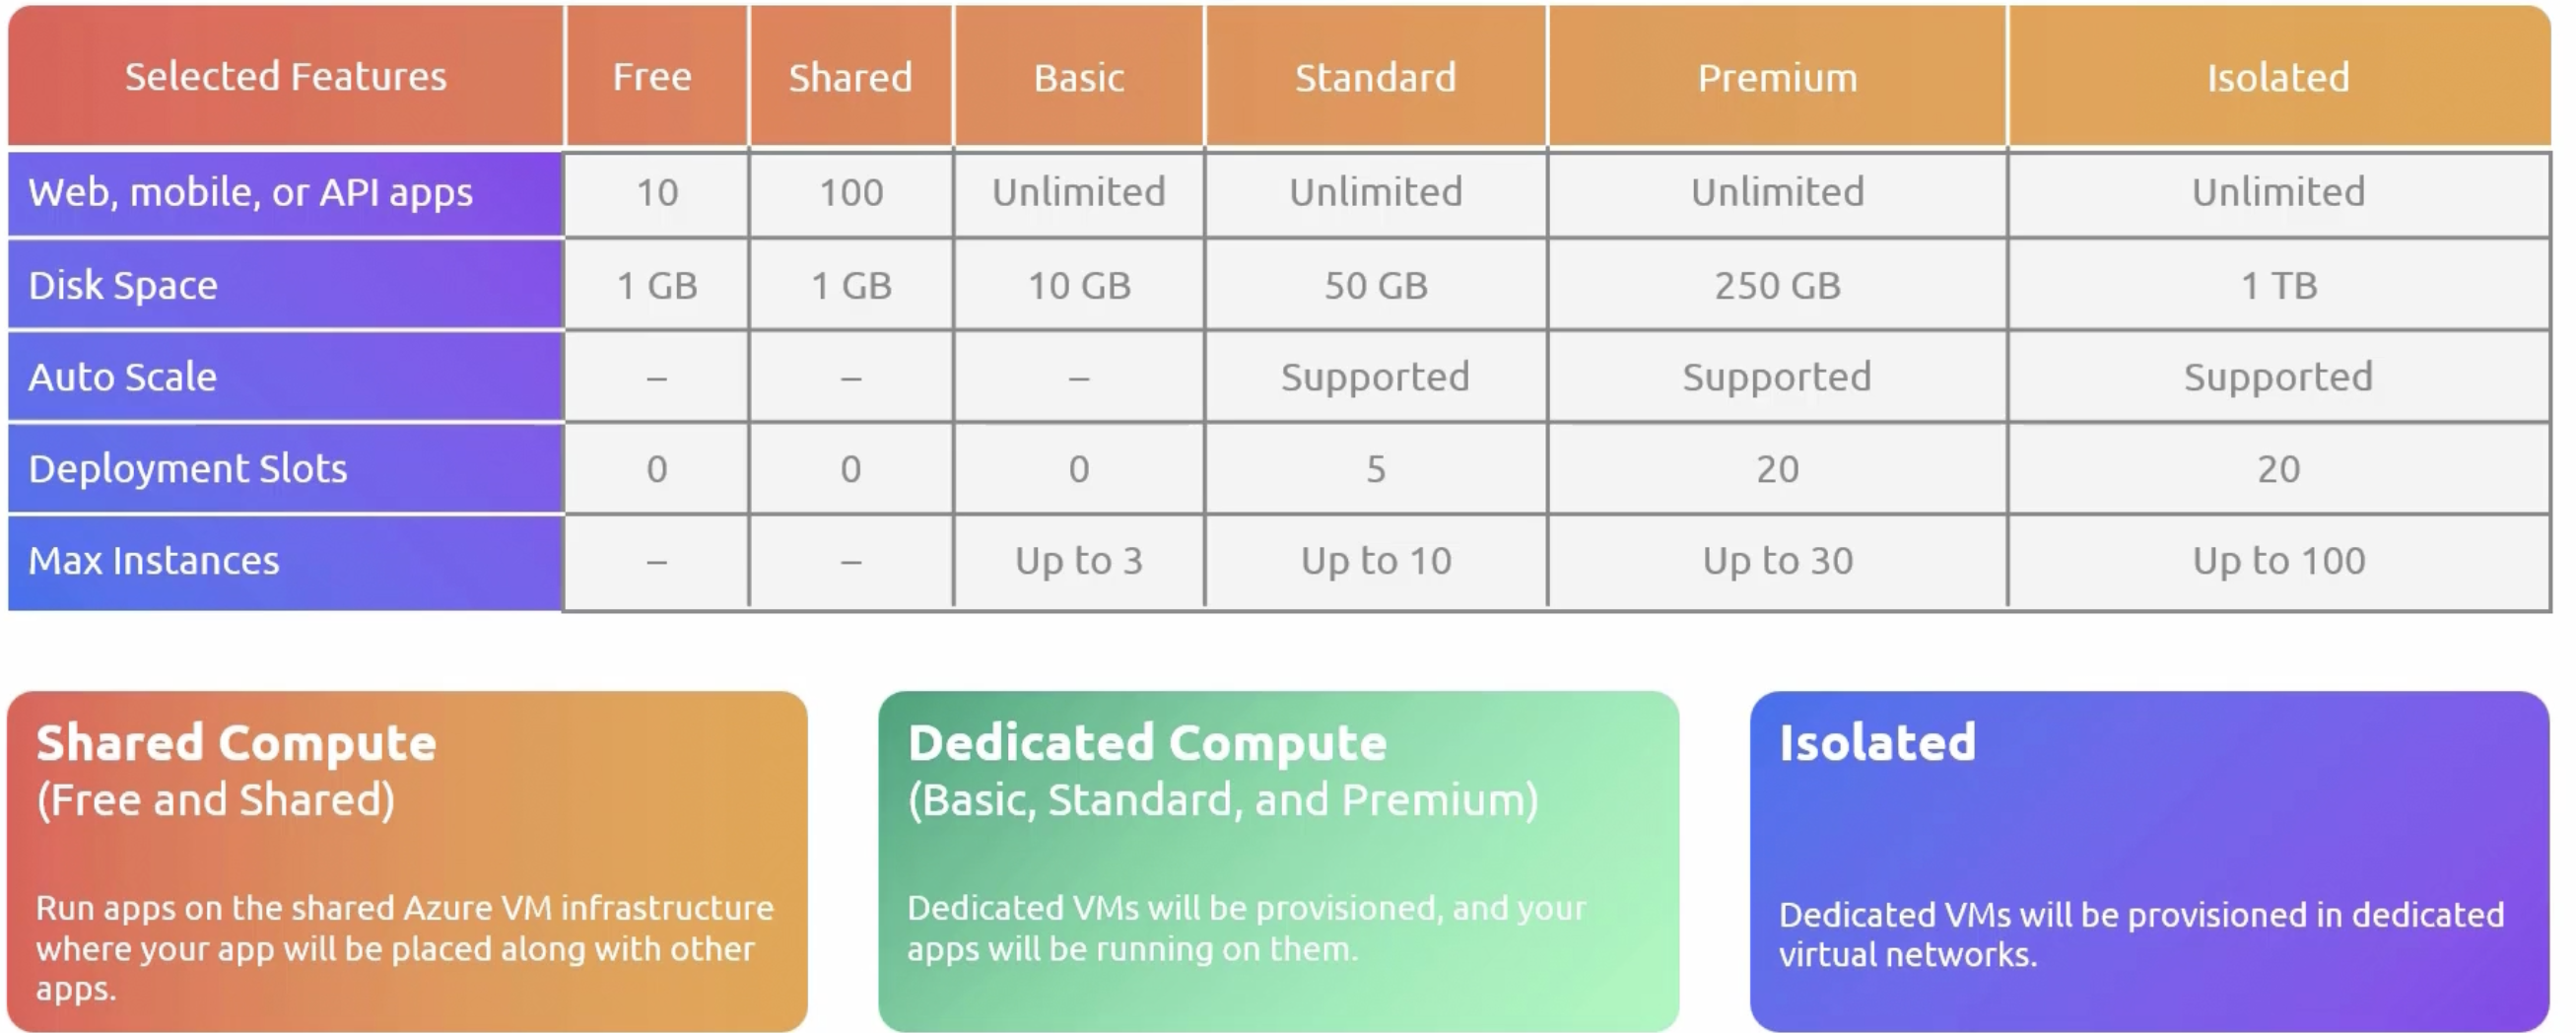 Selected Features Free Shared Basic Standard Premium Isolated
Web, mobile, or API apps 10 100 Unlimited Unlimited Unlimited Unlimited
Disk Space 1 GB 1 GB 10 GB 50 GB 250 GB 1 TB
Auto Scale – – – Supported Supported Supported
Deployment Slots 0 0 0 5 20 20
Max Instances – – Up to 3 Up to 10 Up to 30 Up to 100
Shared Compute
(Free and Shared)
Run apps on the shared Azure VM infrastructure
where your app will be placed along with other
apps.
Dedicated Compute
(Basic, Standard, and Premium)
Dedicated VMs will be provisioned, and your
apps will be running on them.
Isolated
Dedicated VMs will be provisioned in dedicated
virtual networks.